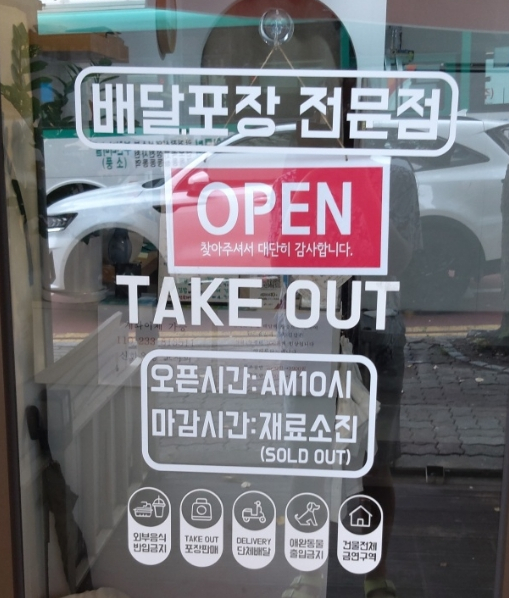 배달포장 전문점
OPEN
찾아주셔서 대단히 감사합니다.
TAKE OUT
오픈시간:AM10시
마감시간:재료소진
(SOLD OUT)
외부음식
반입금지
TAKE OUT
포장판매
DELIVERY
단체배달
애완동물
출입금지
건물전체
금연구역